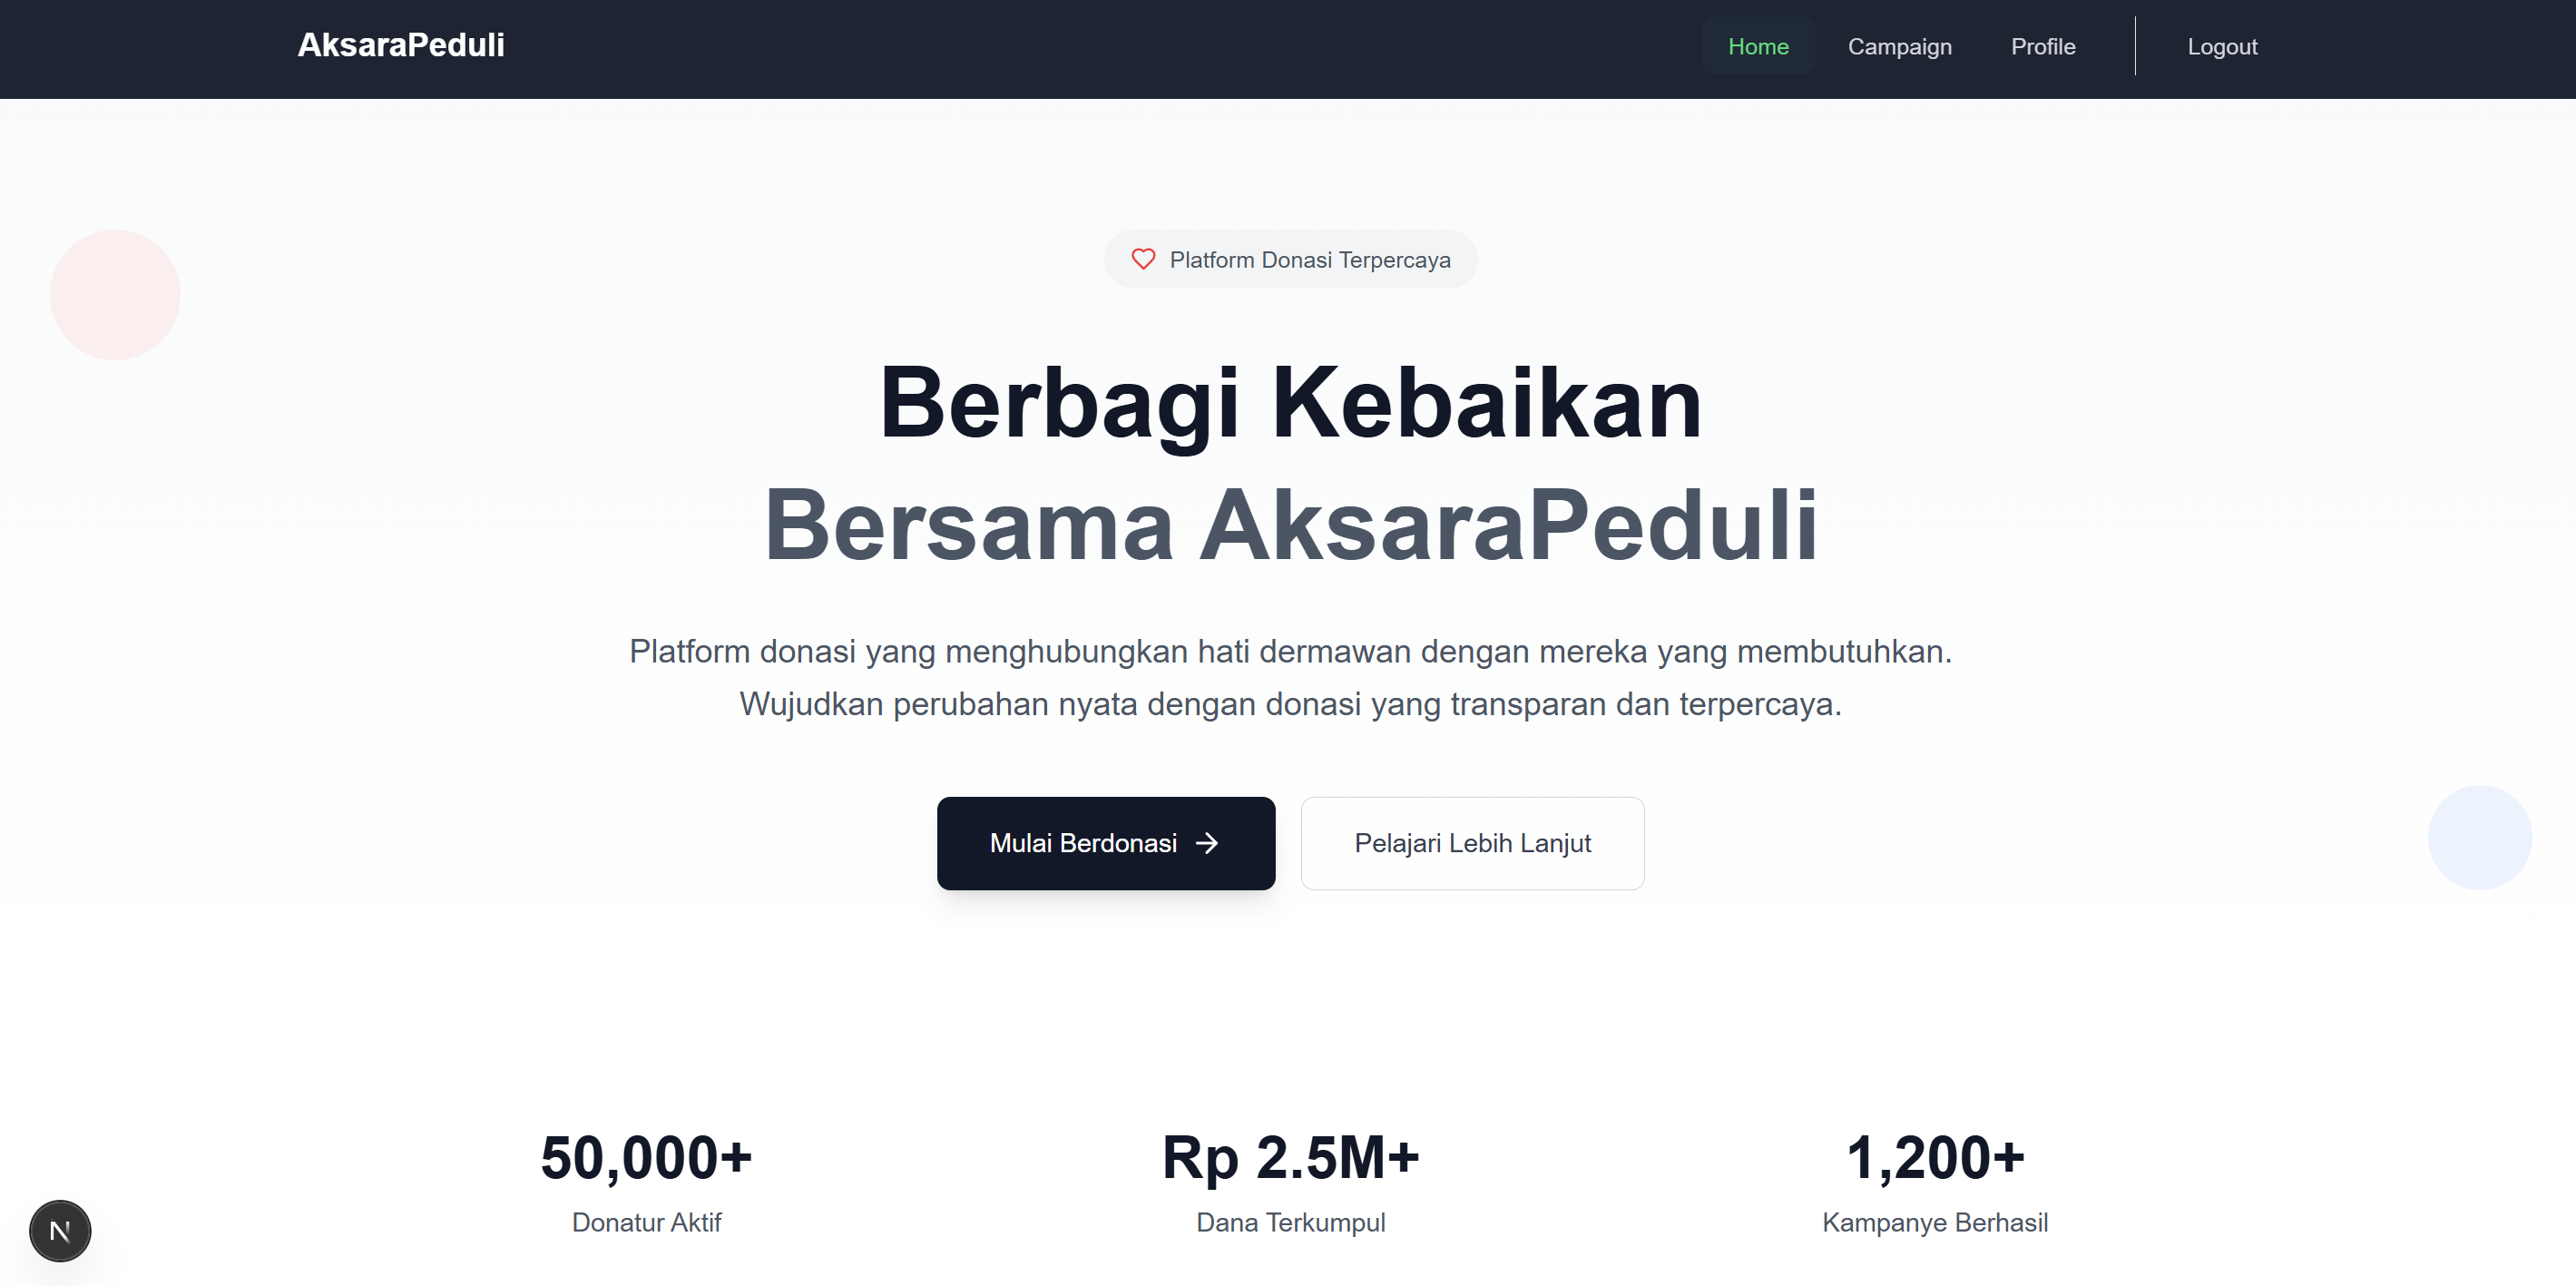 AksaraPeduli
Home
Campaign
Profile
Logout
Platform Donasi Terpercaya
Berbagi Kebaikan
Bersama AksaraPeduli
Platform donasi yang menghubungkan hati dermawan dengan mereka yang membutuhkan.
Wujudkan perubahan nyata dengan donasi yang transparan dan terpercaya.
Mulai Berdonasi
Pelajari Lebih Lanjut
50,000+
Donatur Aktif
Rp 2.5M+
Dana Terkumpul
1,200+
Kampanye Berhasil
N